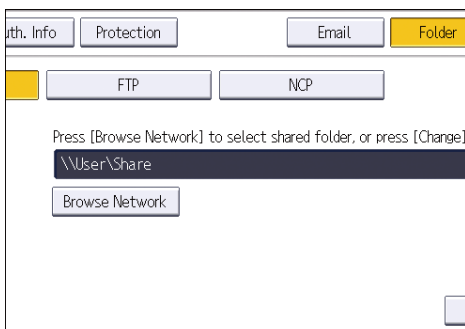 uth. Info Protection Email Folder
FTP NCP
Press [Browse Network] to select shared folder, or press [Change]
\\User\Share
Browse Network